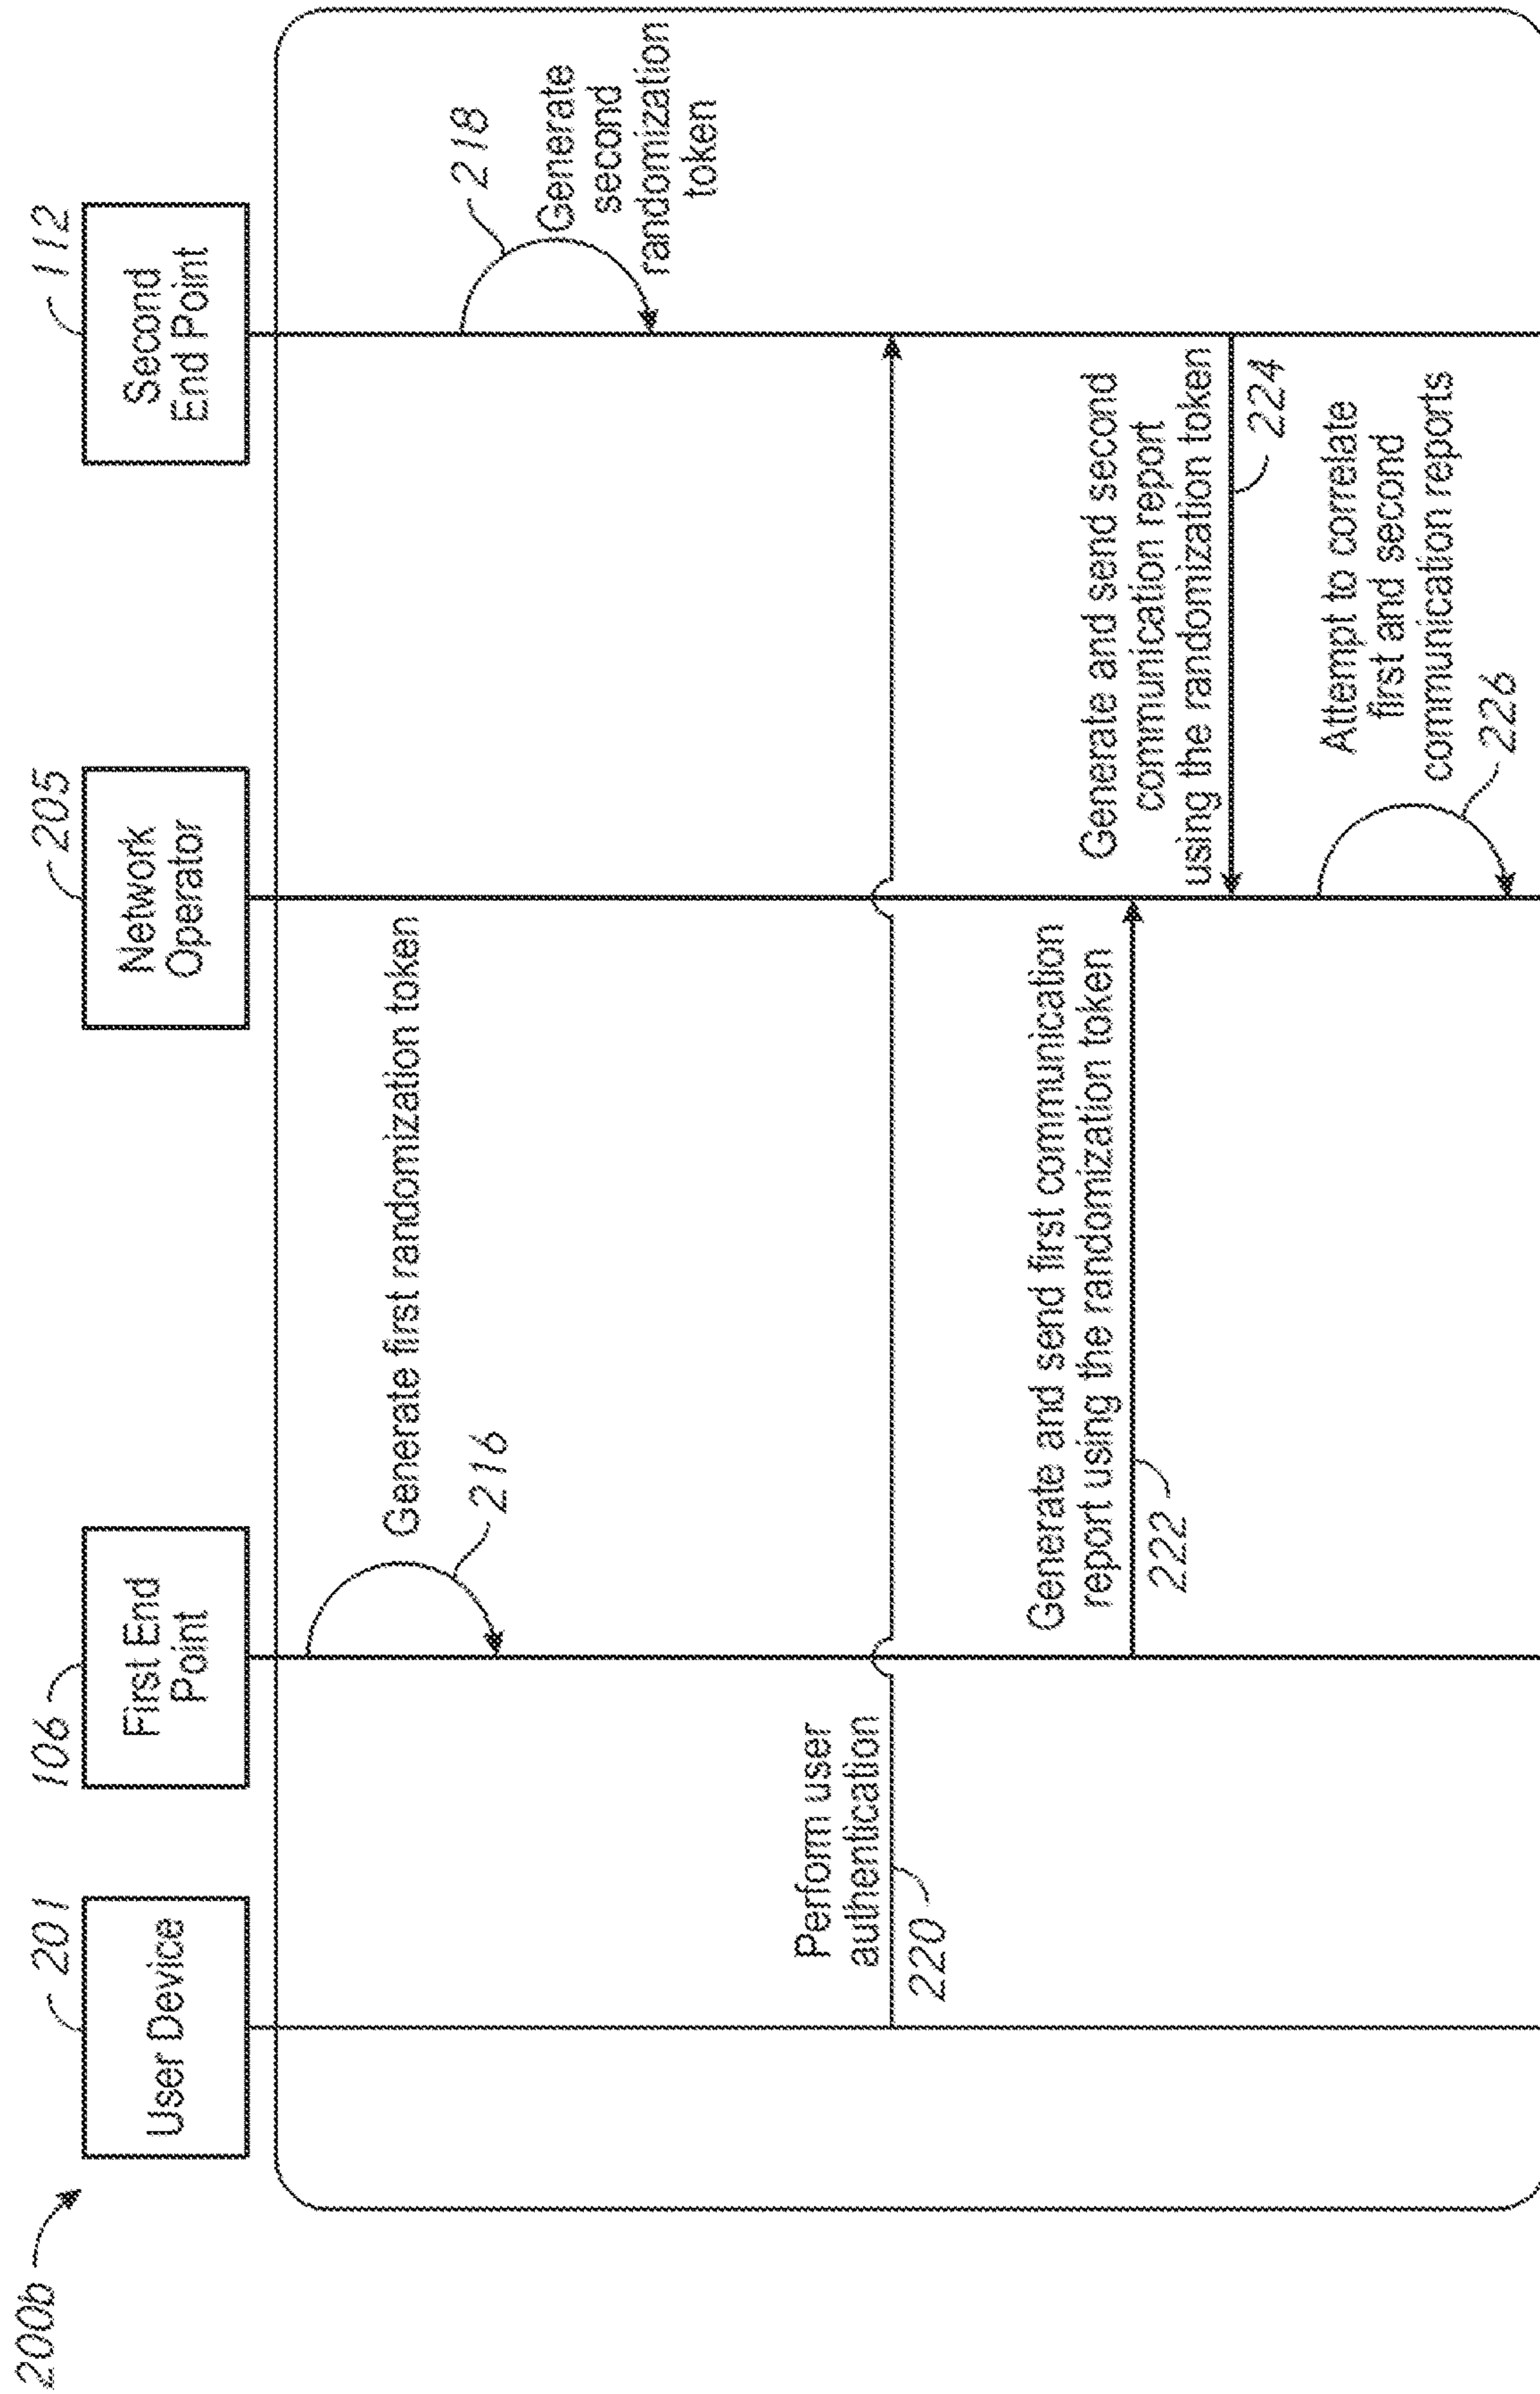 200b
201
User Device
106
First End
Point
205
Network
Operator
112
Second
End Point
Generate first randomization token
216
218
Generate
second
randomization
token
Perform user
authentication
220
Generate and send first communication
report using the randomization token
222
Generate and send second
communication report
using the randomization token
224
Attempt to correlate
first and second
communication reports
226